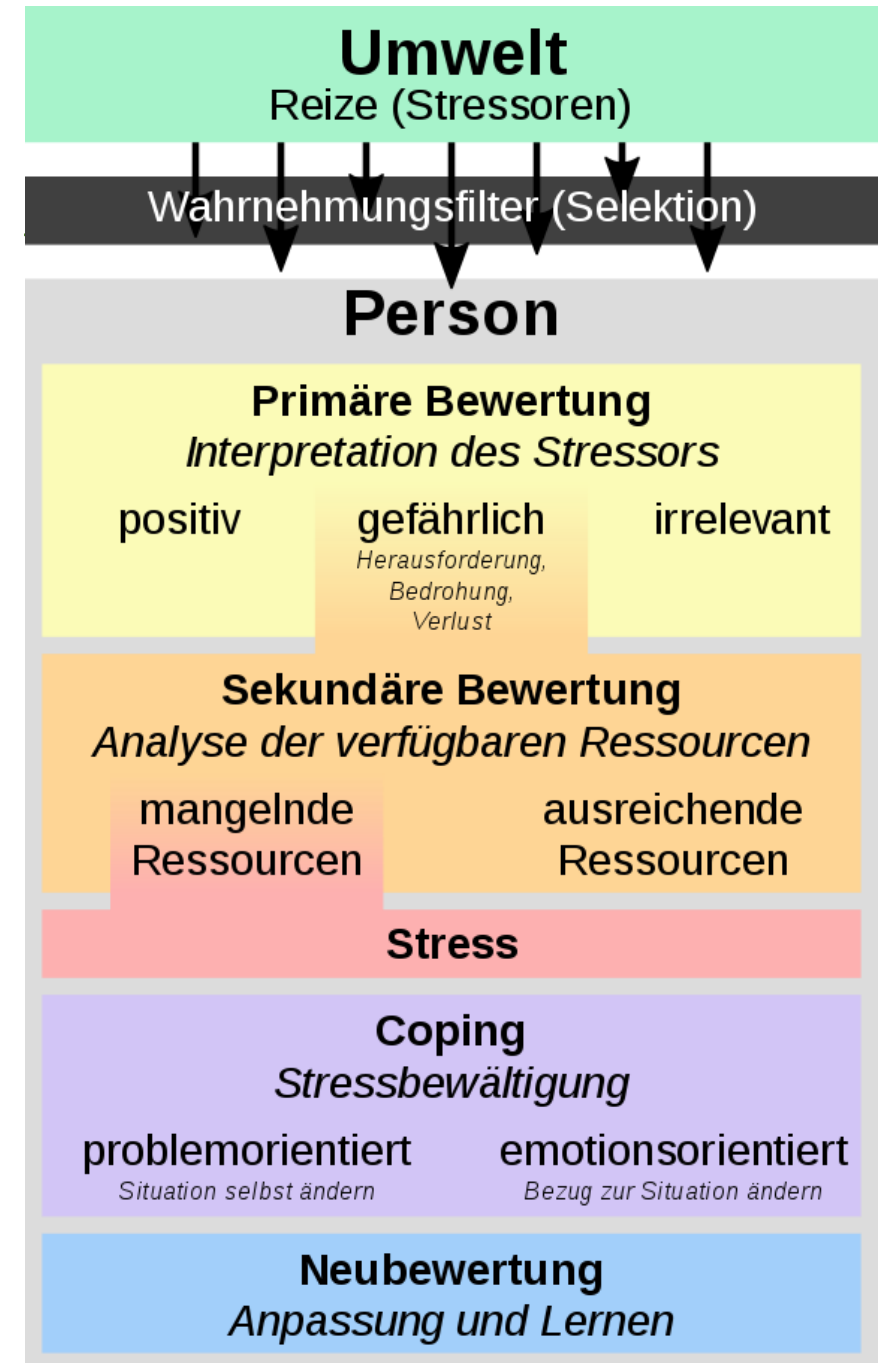 Umwelt
Reize (Stressoren)
Wahrnehmungsfilter (Selektion)
Person
Primäre Bewertung
Interpretation des Stressors
positiv
gefährlich
irrelevant
Herausforderung,
Bedrohung,
Verlust
Sekundäre Bewertung
Analyse der verfügbaren Ressourcen
mangelnde
Ressourcen
ausreichende
Ressourcen
Stress
Coping
Stressbewältigung
problemorientiert
Situation selbst ändern
emotionsorientiert
Bezug zur Situation ändern
Neubewertung
Anpassung und Lernen